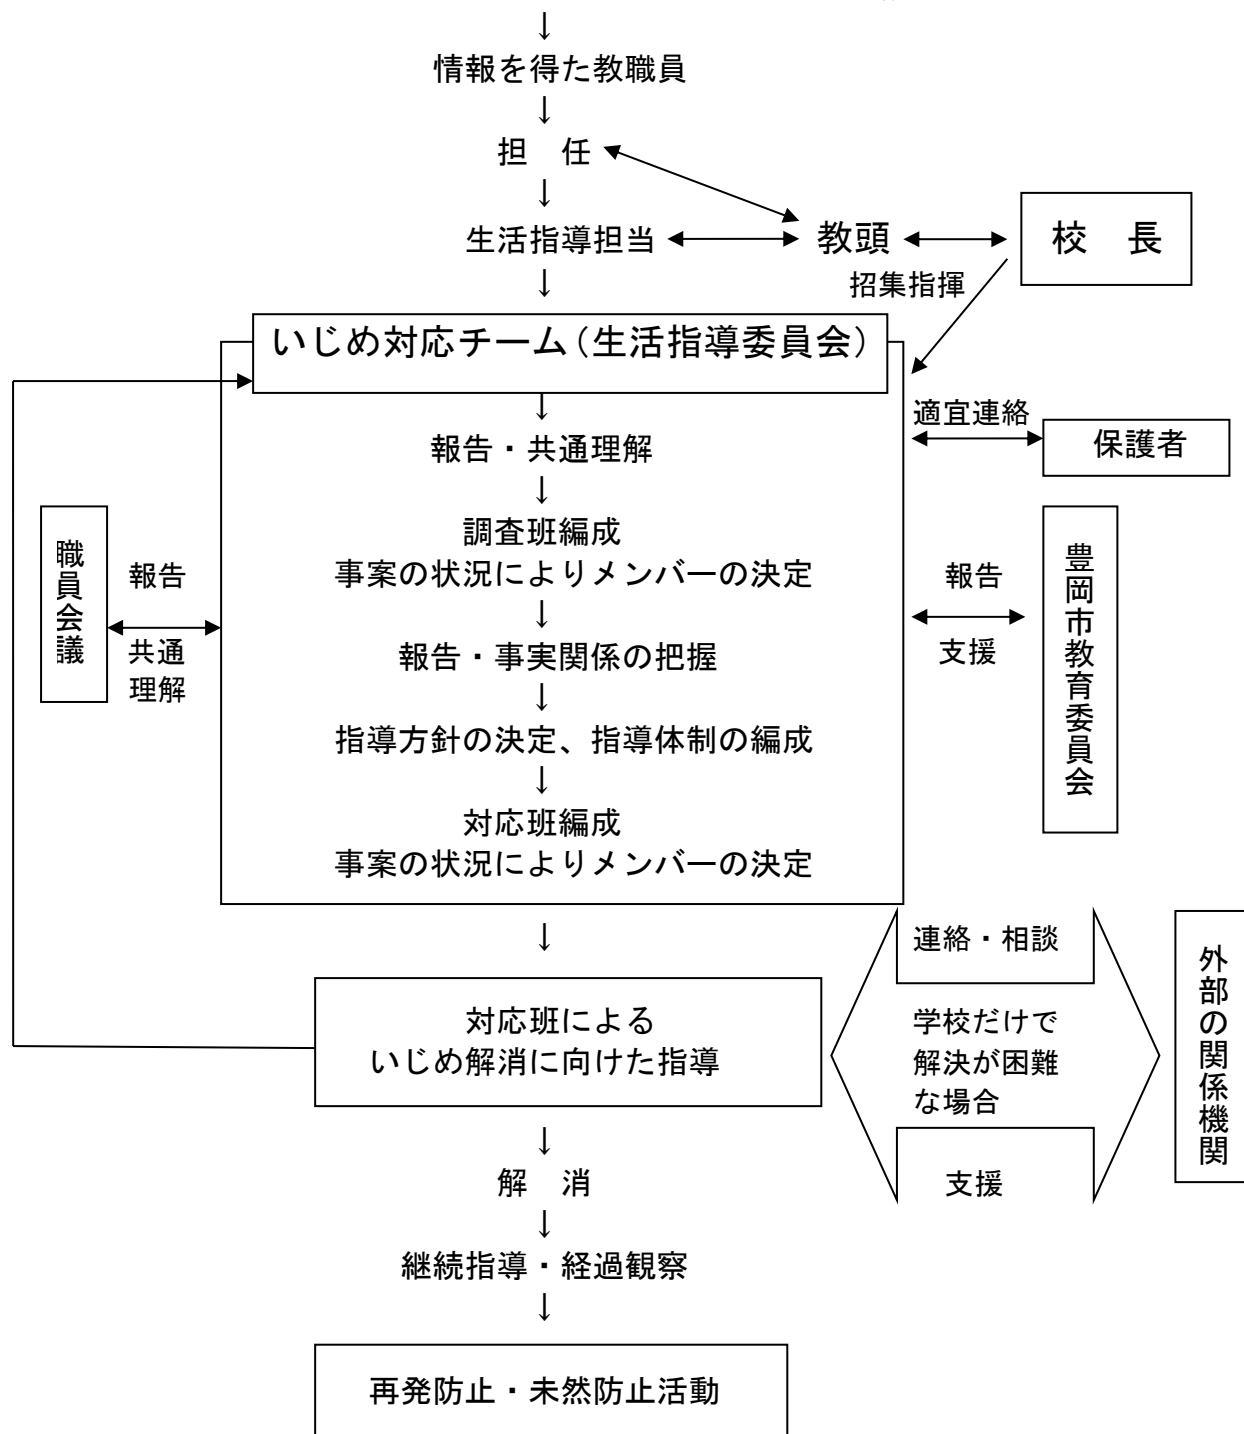 ↓
情報を得た教職員
↓
担　任
↓
生活指導担当
教頭
校　長
招集指揮
↓
いじめ対応チーム（生活指導委員会）
↓
適宜連絡
保護者
報告・共通理解
↓
調査班編成
事案の状況によりメンバーの決定
職員会議
報告
共通
理解
報告
支援
豊岡市教育委員会
↓
報告・事実関係の把握
↓
指導方針の決定、指導体制の編成
↓
対応班編成
事案の状況によりメンバーの決定
↓
対応班による
いじめ解消に向けた指導
連絡・相談
学校だけで
解決が困難
な場合
支援
外部の関係機関
↓
解　消
↓
継続指導・経過観察
↓
再発防止・未然防止活動